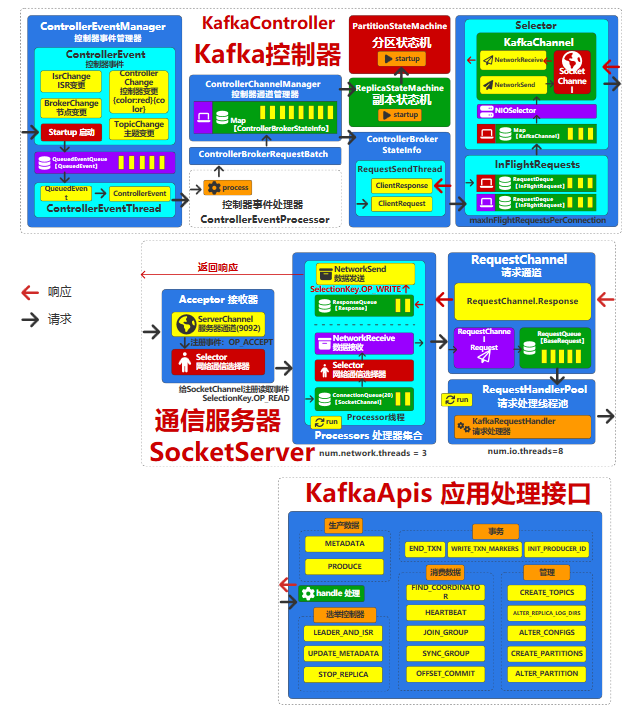 KafkaController
Kafka控制器
ControllerEventManager
控制器事件管理器
ControllerEvent
控制器事件
IsrChange
ISR变更
Controller
Change
控制器变更
{color:red}{co
lor}
BrokerChange
节点变更
TopicChange
主题变更
Startup 启动
QueuedEventQueue
【QueuedEvent】
QueuedEven
t
ControllerEvent
ControllerEventThread
ControllerChannelManager
控制器通道管理器
Map
【ControllerBrokerStateInfo】
ControllerBrokerRequestBatch
process
控制器事件处理器
ControllerEventProcessor
PartitionStateMachine
分区状态机
startup
ReplicaStateMachine
副本状态机
startup
ControllerBroker
StateInfo
RequestSendThread
ClientResponse
ClientRequest
Selector
KafkaChannel
NetworkReceive
NetworkSend
Socket
Channe
l
NIOSelector
Map
【KafkaChannel】
InFlightRequests
RequestDeque
【InFlightRequest】
RequestDeque
【InFlightRequest】
maxInFlightRequestsPerConnection
响应
请求
返回响应
Acceptor 接收器
ServerChannel
服务器通道(9092)
注册事件：OP_ACCEPT
Selector
网络通信选择器
给SocketChannel注册读取事件
SelectionKey.OP_READ
通信服务器
SocketServer
NetworkSend
数据发送
SelectionKey.OP_WRITE
ResponseQueue
【Response】
NetworkReceive
数据接收
Selector
网络通信选择器
ConnectionQueue(20)
【SocketChannel】
Processor线程
run
Processors 处理器集合
num.network.threads = 3
RequestChannel
请求通道
RequestChannel.Response
RequestChannel
l
Request
RequestQueue
【BaseRequest】
RequestHandlerPool
请求处理线程池
run
KafkaRequestHandler
请求处理器
num.io.threads=8
KafkaApis 应用处理接口
生产数据
METADATA
PRODUCE
handle 处理
选举控制器
LEADER_AND_ISR
UPDATE_METADATA
STOP_REPLICA
事务
END_TXN
WRITE_TXN_MARKERS
INIT_PRODUCER_ID
消费数据
FIND_COORDINATO
R
HEARTBEAT
JOIN_GROUP
SYNC_GROUP
OFFSET_COMMIT
管理
CREATE_TOPICS
ALTER_REPLICA_LOG_DIRS
ALTER_CONFIGS
CREATE_PARTITIONS
ALTER_PARTITION